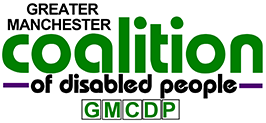 GREATER
MANCHESTER
coalition
of disabled people
GMCDP